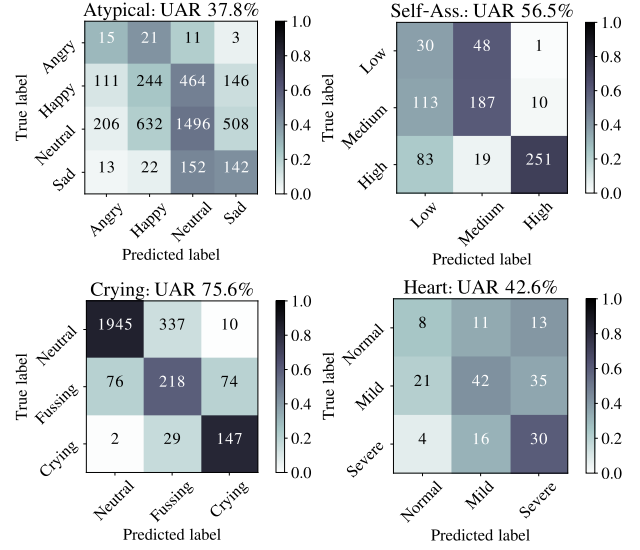 Atypical: UAR 37.8%
True label
Angry
Happy
Neutral
Sad
15 21 11 3
111 244 464 146
206 632 1496 508
13 22 152 142
Angry
Happy
Neutral
Sad
Predicted label
1.0
0.8
0.6
0.4
0.2
0.0
Self-Ass.: UAR 56.5%
True label
Low
Medium
High
30 48 1
113 187 10
83 19 251
Low
Medium
High
Predicted label
1.0
0.8
0.6
0.4
0.2
0.0
Crying: UAR 75.6%
True label
Neutral
Fussing
Crying
1945 337 10
76 218 74
2 29 147
Neutral
Fussing
Crying
Predicted label
1.0
0.8
0.6
0.4
0.2
0.0
Heart: UAR 42.6%
True label
Normal
Mild
Severe
8 11 13
21 42 35
4 16 30
Normal
Mild
Severe
Predicted label
1.0
0.8
0.6
0.4
0.2
0.0